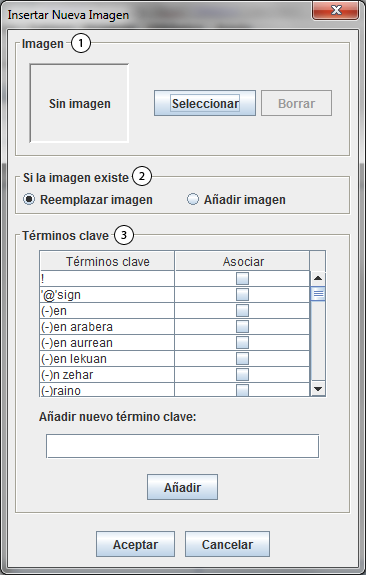 Insertar Nueva Imagen
Imagen 1
Sin imagen Seleccionar Borrar
Si la imagen existe 2
Reemplazar imagen Añadir imagen
Términos clave 3
Términos clave Asociar
!
'@'sign
(-)en
(-)en arabera
(-)en aurrean
(-)en lekuan
(-)n zehar
(-)raino
Añadir nuevo término clave:
Añadir
Aceptar Cancelar